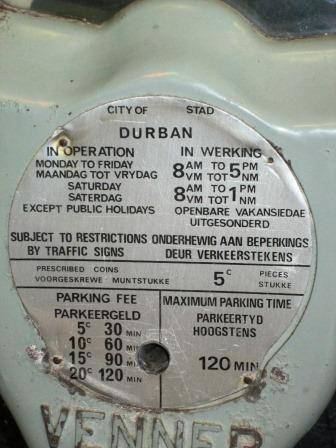 CITY OF STAD
DURBAN
IN OPERATION IN WERKING
MONDAY TO FRIDAY 8 AM TO 5 PM
MAANDAG TOT VRYDAG VM TOT NM
SATURDAY 8 AM TO 1 PM
SATERDAG VM TOT NM
EXCEPT PUBLIC HOLIDAYS OPENBARE VAKANSIEDAE
UITGESONDERD
SUBJECT TO RESTRICTIONS ONDERHEWIG AAN BEPERKINGS
BY TRAFFIC SIGNS DEUR VERKEERSTEKENS
PRESCRIBED COINS 5c PIECES
VOORGESKREWE MUNTSTUKKE STUKKE
PARKING FEE
PARKEERGELD
5c 30 MIN
10c 60 MIN
15c 90 MIN
20c 120 MIN
MAXIMUM PARKING TIME
PARKEERTYD
HOOGSTENS
120 MIN
VENNER